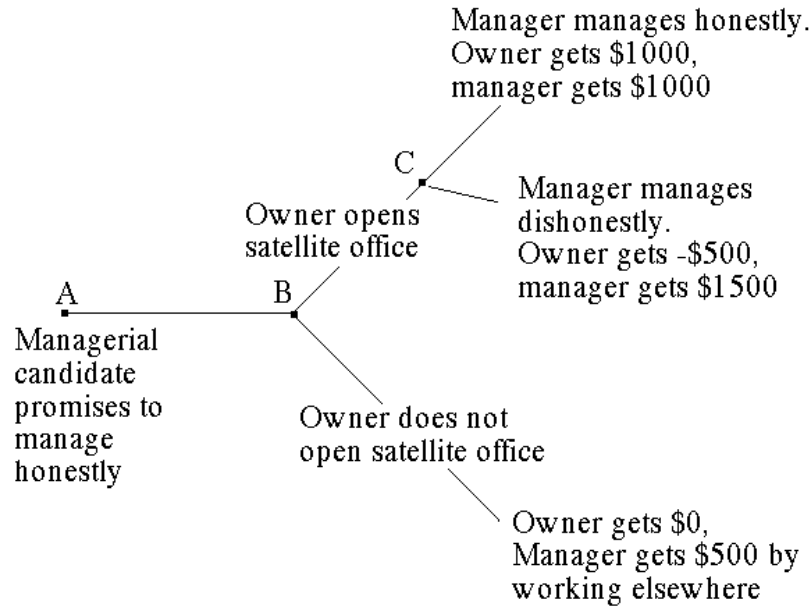 Manager manages honestly.
Owner gets $1000,
manager gets $1000
C
Manager manages
dishonestly.
Owner gets -$500,
manager gets $1500
Owner opens
satellite office
A
B
Managerial
candidate
promises to
manage
honestly
Owner does not
open satellite office
Owner gets $0,
Manager gets $500 by
working elsewhere